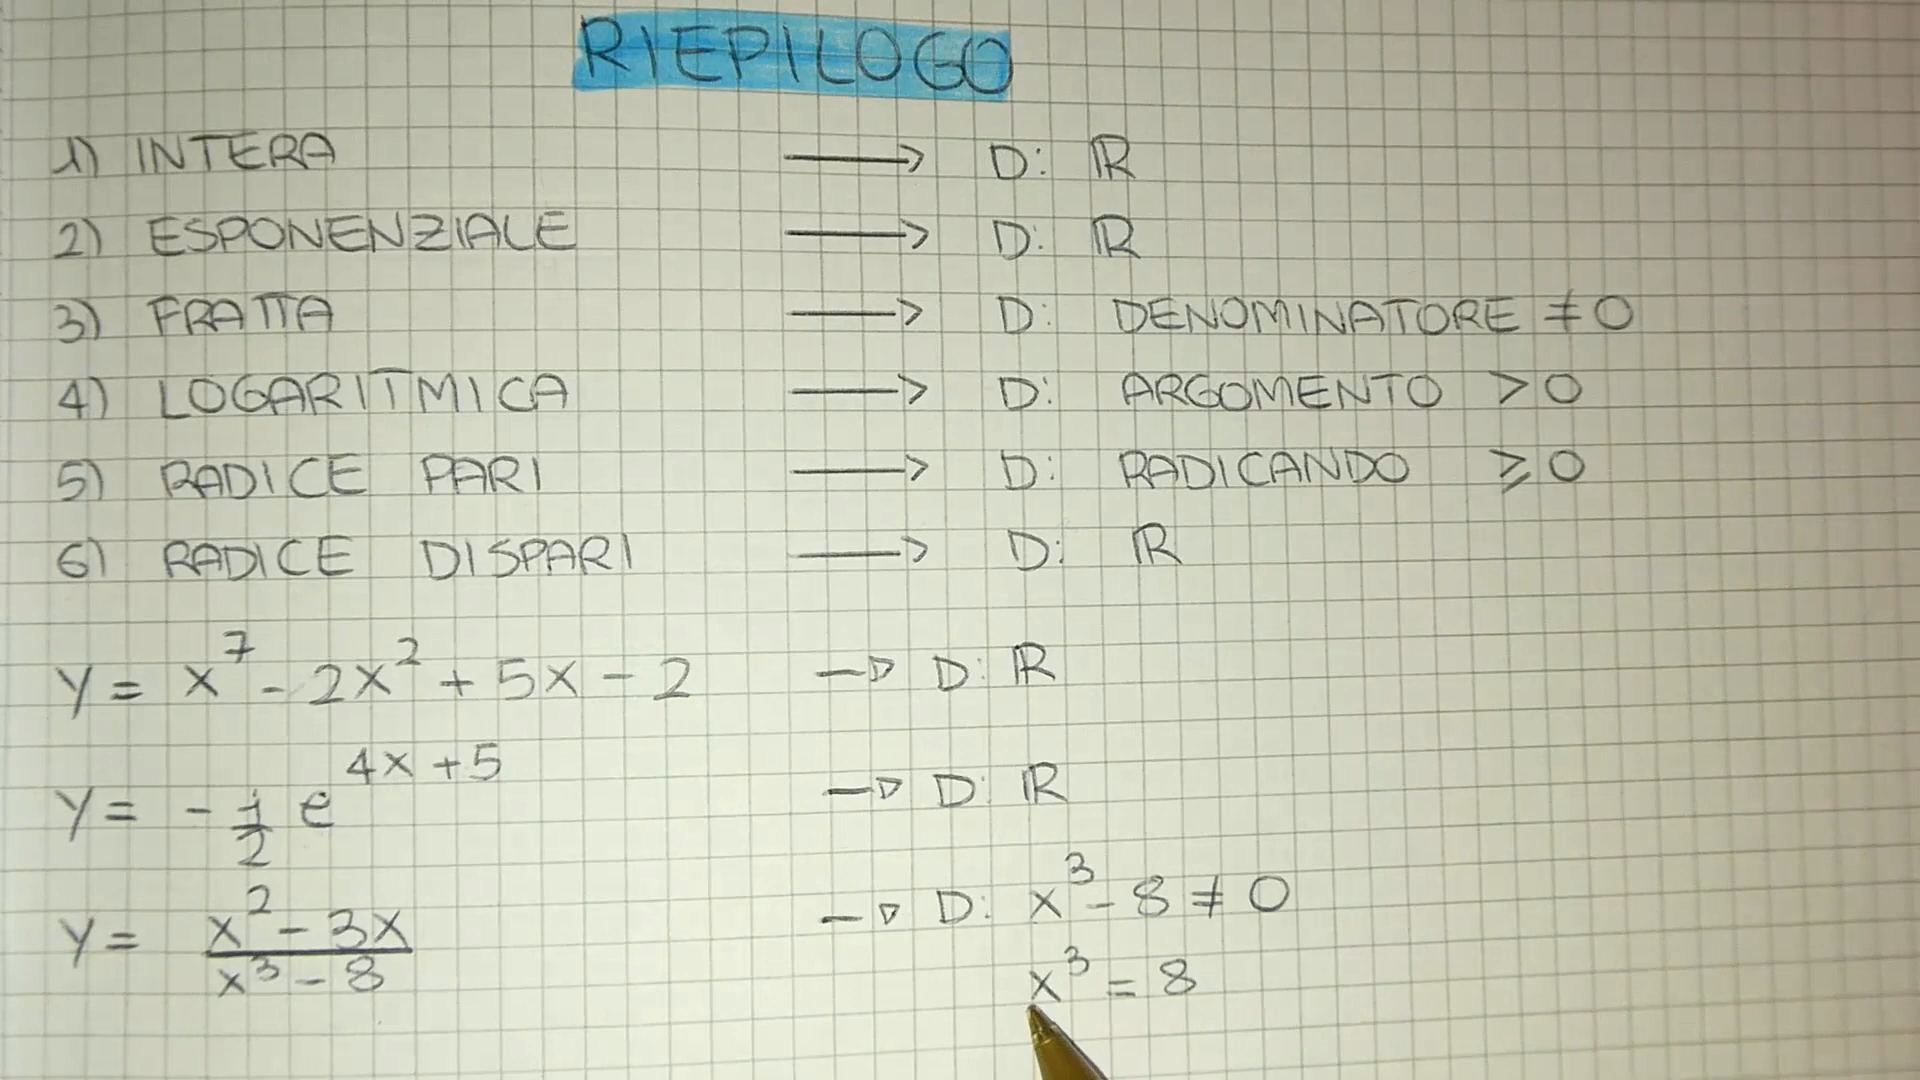 RIEPILOGO
1) INTERA → D: ℝ
2) ESPONENZIALE → D: ℝ
3) FRATTA → D: DENOMINATORE ≠ 0
4) LOGARITMICA → D: ARGOMENTO > 0
5) RADICE PARI → D: RADICANDO ≥ 0
6) RADICE DISPARI → D: ℝ
y = x⁷ - 2x² + 5x - 2 → D: ℝ
y = - 1/2 e^(4x+5) → D: ℝ
y = (x² - 3x)/(x³ - 8) → D: x³ - 8 ≠ 0
x³ = 8